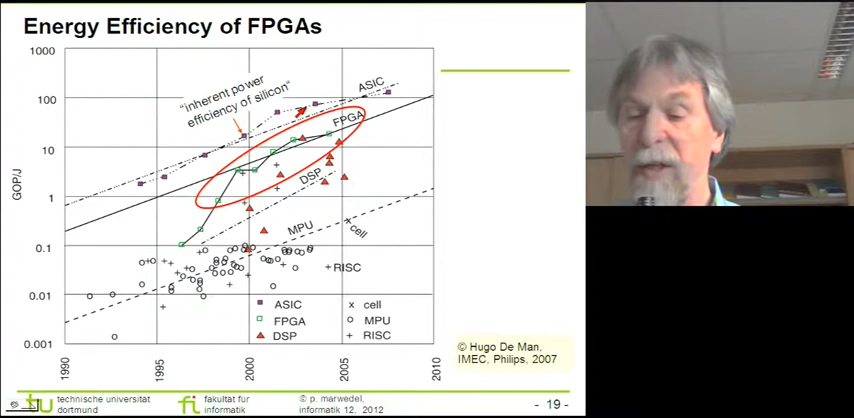 Energy Efficiency of FPGAs
1000
100
10
1
0.1
0.01
0.001
GOP/J
"inherent power
efficiency of silicon"
ASIC
FPGA
DSP
MPU
cell
RISC
ASIC
FPGA
DSP
cell
MPU
RISC
1990
1995
2000
2005
2010
© Hugo De Man,
IMEC, Philips, 2007
technische universität
dortmund
fakultät für
informatik
© p. marwedel,
informatik 12, 2012
- 19 -